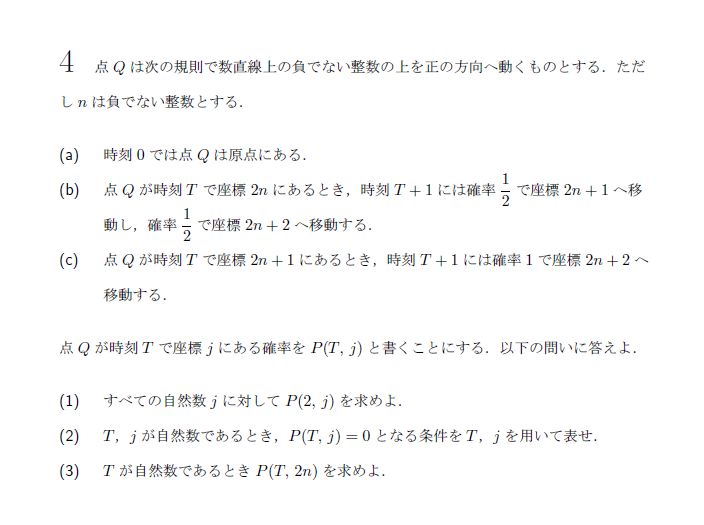 4 点 Q は次の規則で数直線上の負でない整数の上を正の方向へ動くものとする．ただ
し n は負でない整数とする．
(a) 時刻 0 では点 Q は原点にある．
(b) 点 Q が時刻 T で座標 2n にあるとき，時刻 T + 1 には確率 1/2 で座標 2n + 1 へ移
動し，確率 1/2 で座標 2n + 2 へ移動する．
(c) 点 Q が時刻 T で座標 2n + 1 にあるとき，時刻 T + 1 には確率 1 で座標 2n + 2 へ
移動する．
点 Q が時刻 T で座標 j にある確率を P(T, j) と書くことにする．以下の問いに答えよ．
(1) すべての自然数 j に対して P(2, j) を求めよ．
(2) T，j が自然数であるとき，P(T, j) = 0 となる条件を T，j を用いて表せ．
(3) T が自然数であるとき P(T, 2n) を求めよ．